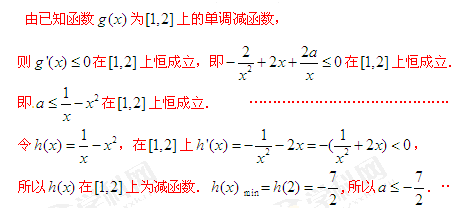 由已知函数 g(x) 为[1,2]上的单调减函数，
则 g'(x) ≤ 0 在[1,2]上恒成立，即 -2/x² + 2x + 2a/x ≤ 0 在[1,2]上恒成立.
即 a ≤ 1/x - x² 在[1,2]上恒成立. ……………………………
令 h(x) = 1/x - x²，在[1,2]上 h'(x) = -1/x² - 2x = -(1/x² + 2x) < 0，
所以 h(x) 在[1,2]上为减函数. h(x) min = h(2) = -7/2，所以 a ≤ -7/2. ··